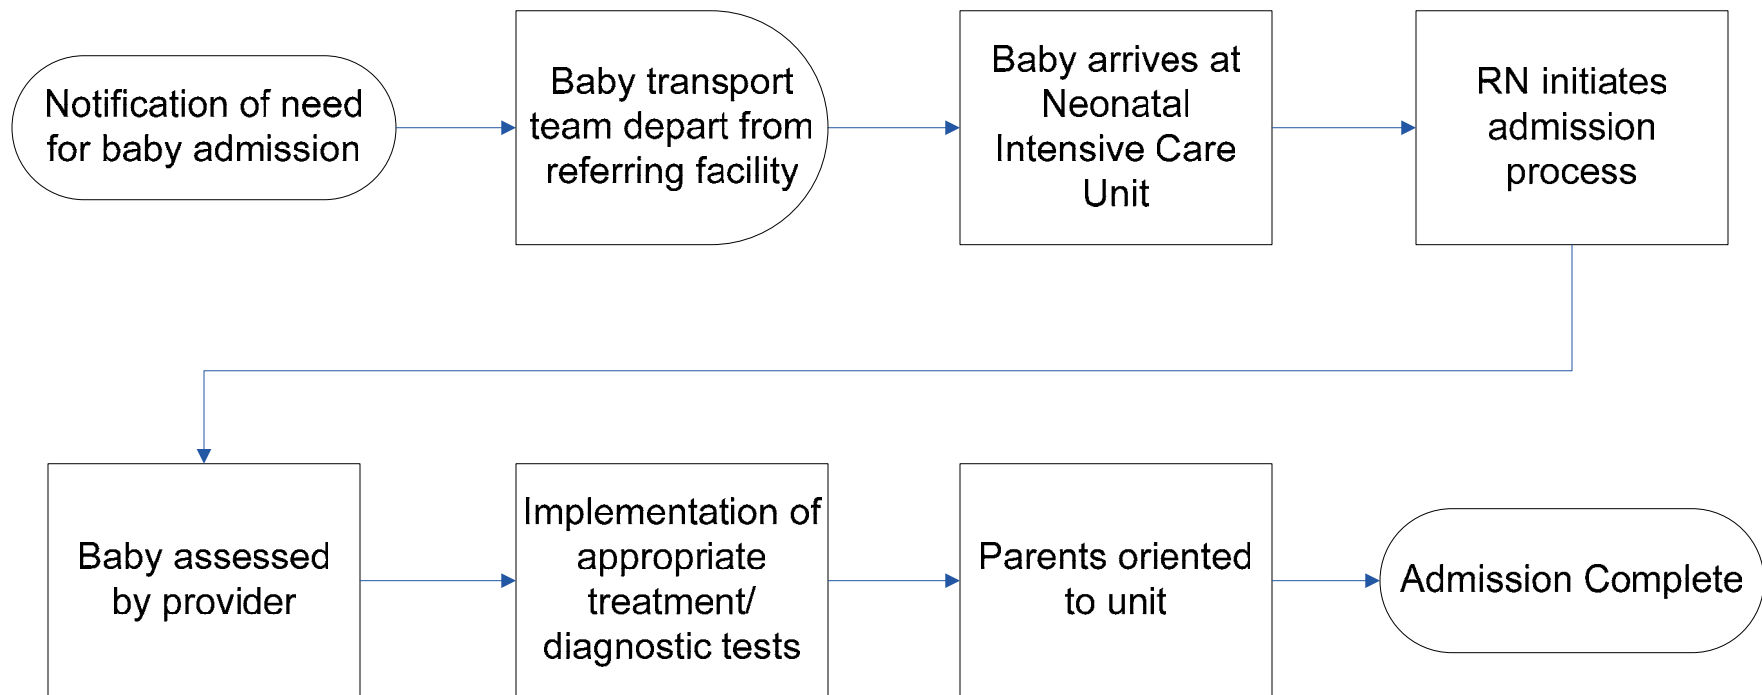 Notification of need
for baby admission
Baby transport
team depart from
referring facility
Baby arrives at
Neonatal
Intensive Care
Unit
RN initiates
admission
process
Baby assessed
by provider
Implementation of
appropriate
treatment/
diagnostic tests
Parents oriented
to unit
Admission Complete